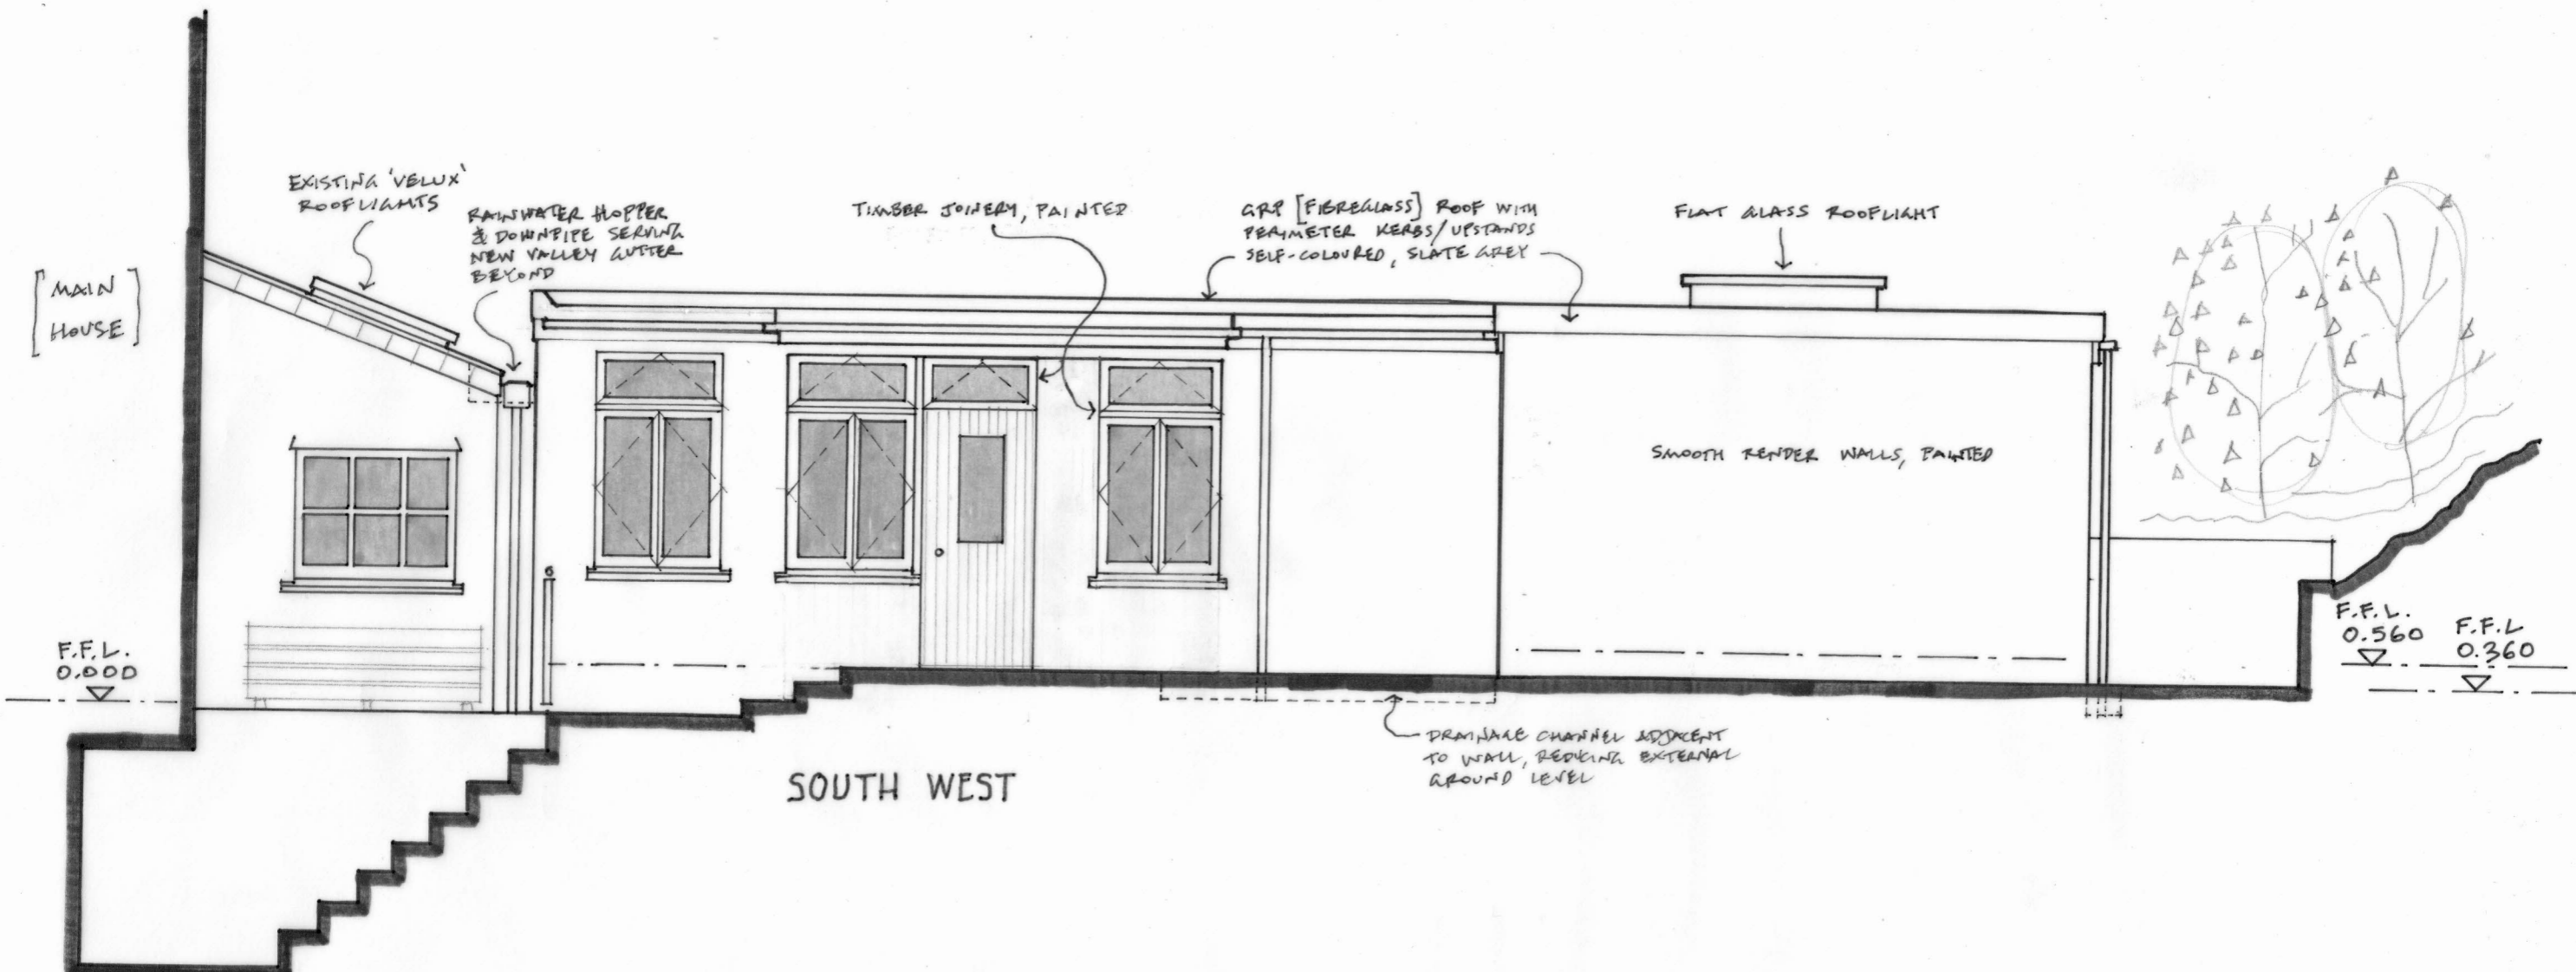 EXISTING 'VELUX'
ROOFLIGHTS
RAINWATER HOPPER
& DOWNPIPE SERVING
NEW VALLEY GUTTER
BEYOND
TIMBER JOINERY, PAINTED
GRP [FIBREGLASS] ROOF WITH
PERIMETER KERBS/UPSTANDS
SELF-COLOURED, SLATE GREY
FLAT GLASS ROOFLIGHT
[MAIN
HOUSE]
SMOOTH RENDER WALLS, PAINTED
F.F.L.
0.000
F.F.L.
0.560
F.F.L
0.360
DRAINAGE CHANNEL ADJACENT
TO WALL, REDUCING EXTERNAL
GROUND LEVEL
SOUTH WEST